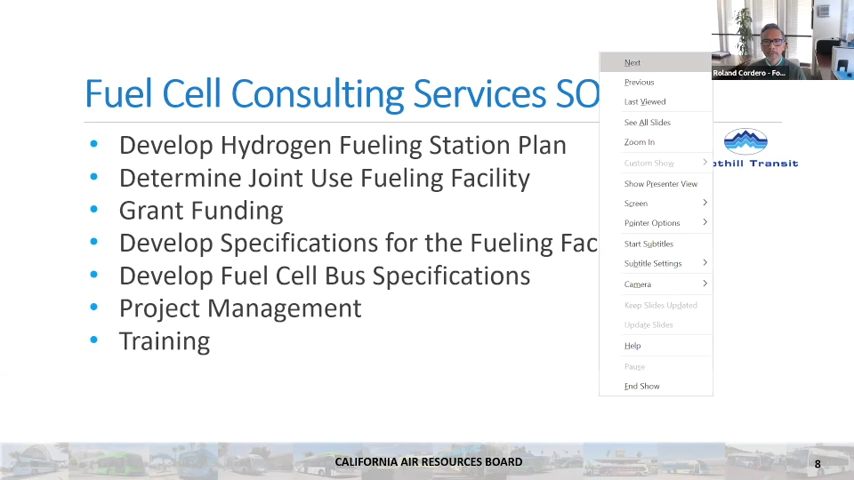 Roland Cordero - Fo...
Fuel Cell Consulting Services SO
• Develop Hydrogen Fueling Station Plan
• Determine Joint Use Fueling Facility
• Grant Funding
• Develop Specifications for the Fueling Fac
• Develop Fuel Cell Bus Specifications
• Project Management
• Training
othill Transit
Next
Previous
Last Viewed
See All Slides
Zoom In
Custom Show
Show Presenter View
Screen
Pointer Options
Start Subtitles
Subtitle Settings
Camera
Keep Slides Updated
Update Slides
Help
Pause
End Show
CALIFORNIA AIR RESOURCES BOARD
8